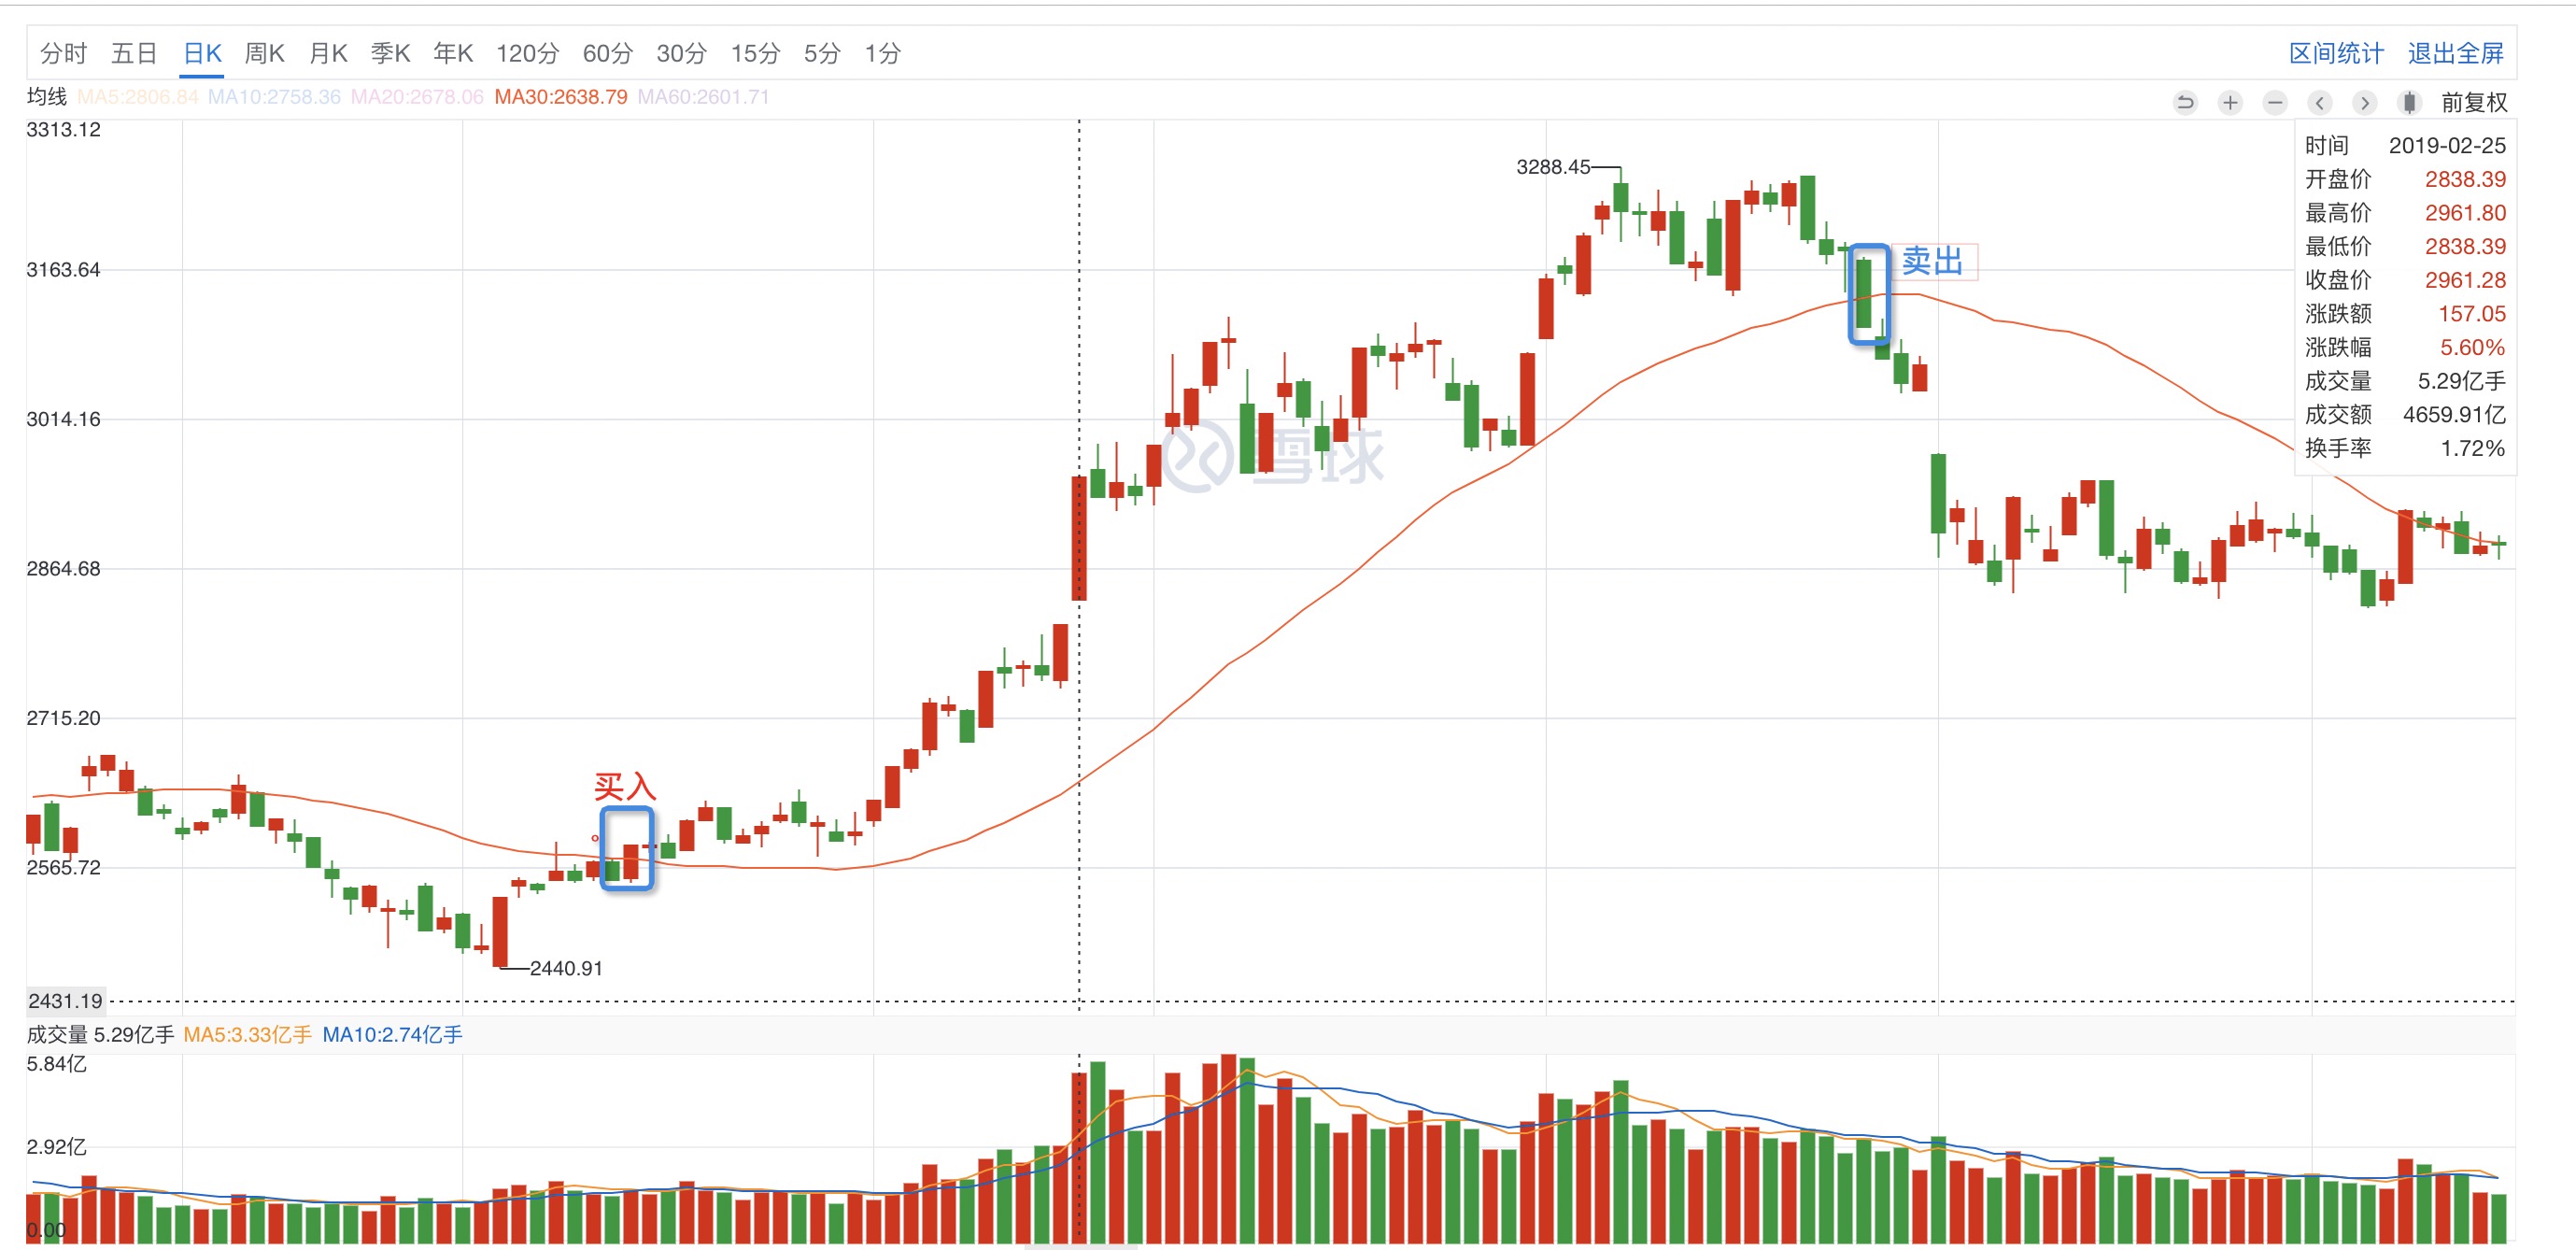 分时 五日 日K 周K 月K 季K 年K 120分 60分 30分 15分 5分 1分 区间统计 退出全屏
均线 MA5:2806.84 MA10:2758.36 MA20:2678.06 MA30:2638.79 MA60:2601.71
前复权
3313.12
时间 2019-02-25
3288.45
开盘价 2838.39
最高价 2961.80
最低价 2838.39
卖出
3163.64
收盘价 2961.28
涨跌额 157.05
涨跌幅 5.60%
成交量 5.29亿手
成交额 4659.91亿
3014.16
换手率 1.72%
雪球
2864.68
2715.20
买入
2565.72
2440.91
2431.19
成交量 5.29亿手 MA5:3.33亿手 MA10:2.74亿手
5.84亿
2.92亿
0.00